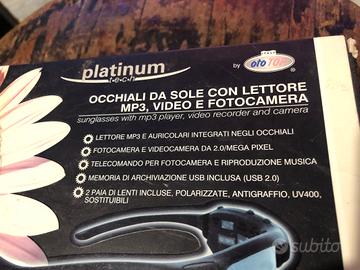 platinum
tech
by
otoTOP
OCCHIALI DA SOLE CON LETTORE
MP3, VIDEO E FOTOCAMERA
sunglasses with mp3 player, video recorder and camera
LETTORE MP3 E AURICOLARI INTEGRATI NEGLI OCCHIALI
FOTOCAMERA E VIDEOCAMERA DA 2.0/MEGA PIXEL
TELECOMANDO PER FOTOCAMERA E RIPRODUZIONE MUSICA
MEMORIA DI ARCHIVIAZIONE USB INCLUSA (USB 2.0)
2 PAIA DI LENTI INCLUSE, POLARIZZATE, ANTIGRAFFIO, UV400,
SOSTITUIBILI
subito